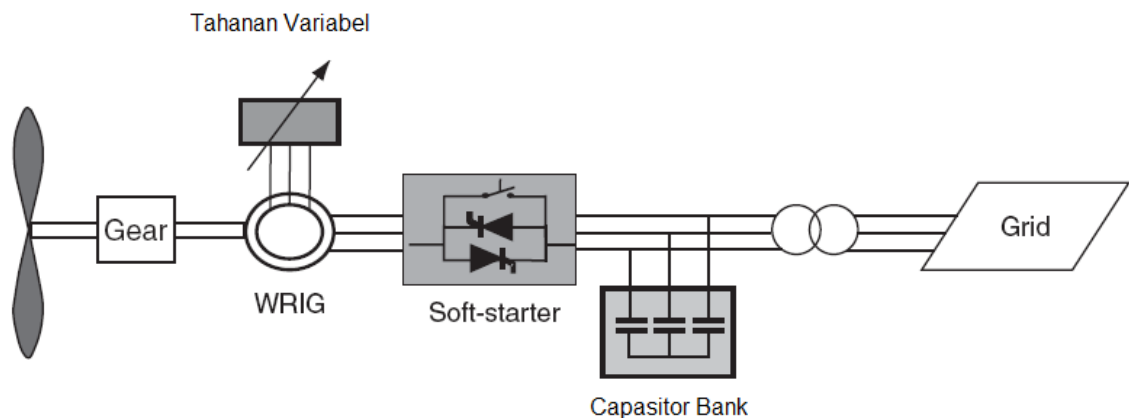 Tahanan Variabel
Gear
WRIG
Soft-starter
Grid
Capasitor Bank